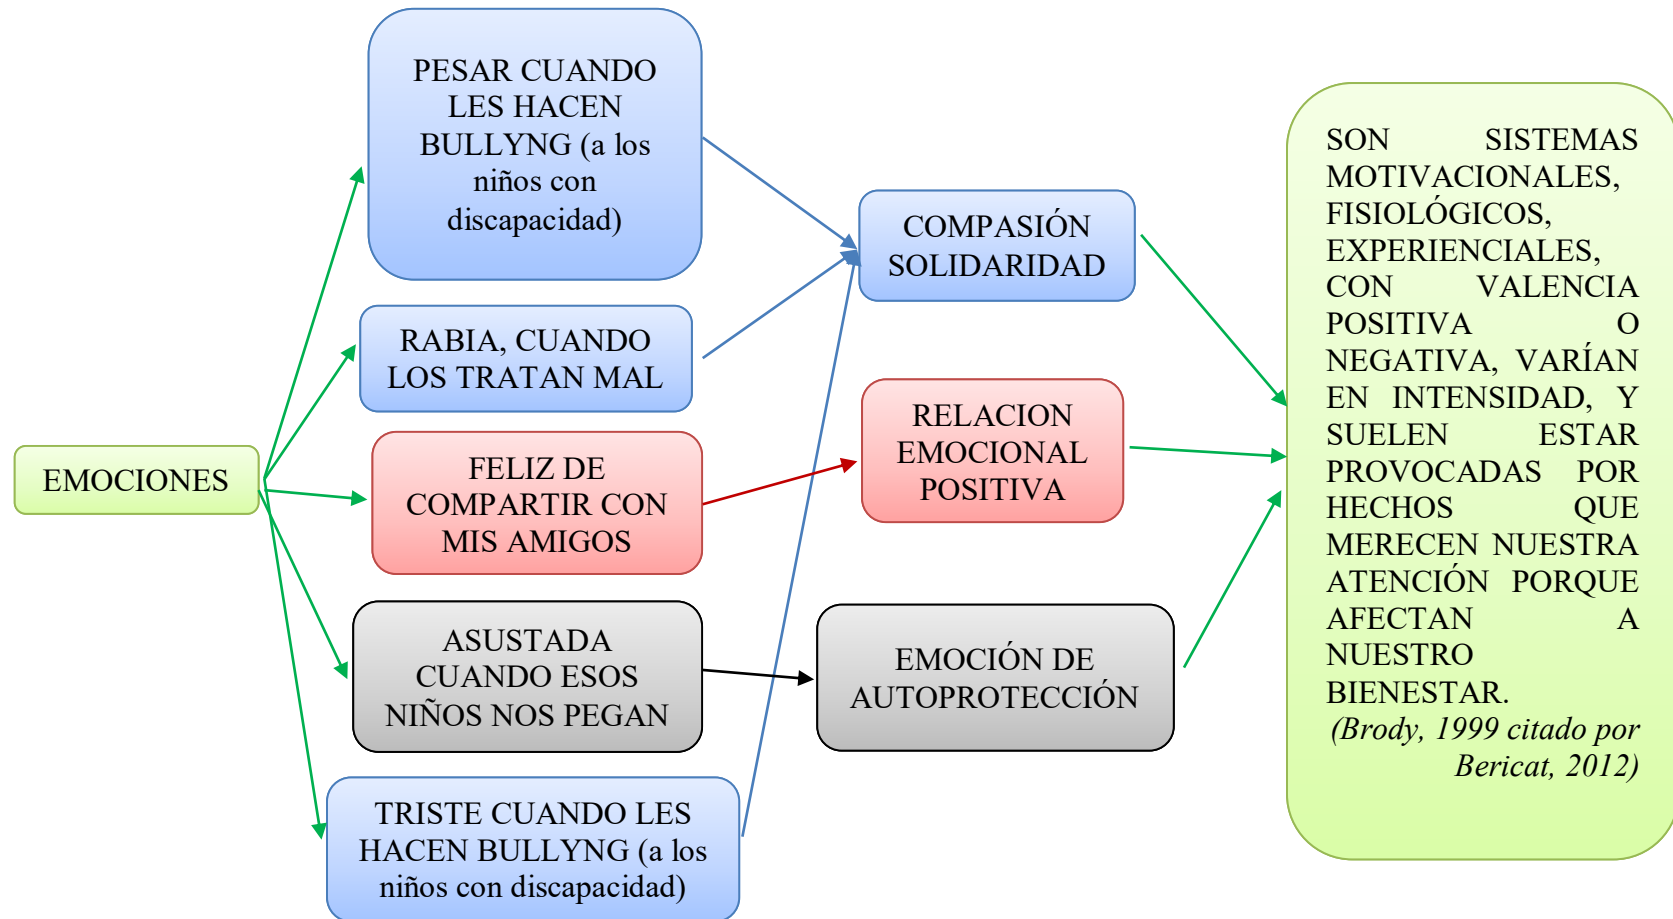 EMOCIONES
PESAR CUANDO
LES HACEN
BULLYNG (a los
niños con
discapacidad)
RABIA, CUANDO
LOS TRATAN MAL
FELIZ DE
COMPARTIR CON
MIS AMIGOS
ASUSTADA
CUANDO ESOS
NIÑOS NOS PEGAN
TRISTE CUANDO LES
HACEN BULLYNG (a los
niños con discapacidad)
COMPASIÓN
SOLIDARIDAD
RELACION
EMOCIONAL
POSITIVA
EMOCIÓN DE
AUTOPROTECCIÓN
SON SISTEMAS
MOTIVACIONALES,
FISIOLÓGICOS,
EXPERIENCIALES,
CON VALENCIA
POSITIVA O
NEGATIVA, VARÍAN
EN INTENSIDAD, Y
SUELEN ESTAR
PROVOCADAS POR
HECHOS QUE
MERECEN NUESTRA
ATENCIÓN PORQUE
AFECTAN A
NUESTRO
BIENESTAR.
(Brody, 1999 citado por
Bericat, 2012)